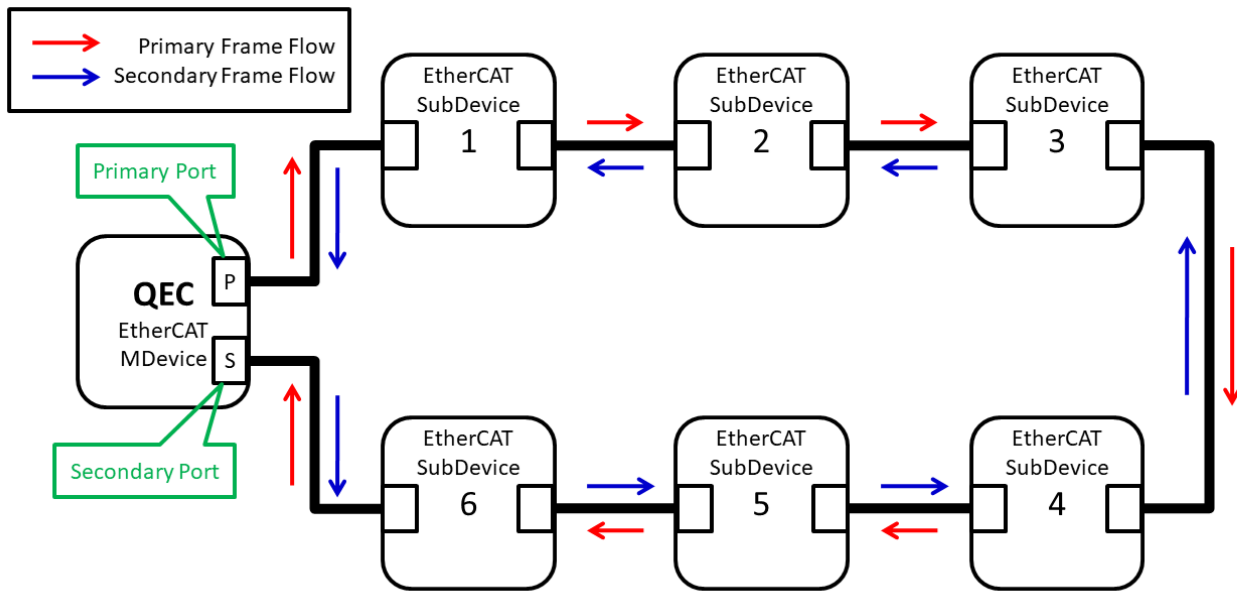 Primary Frame Flow
Secondary Frame Flow
EtherCAT
SubDevice
1
EtherCAT
SubDevice
2
EtherCAT
SubDevice
3
Primary Port
P
QEC
EtherCAT
MDevice
S
Secondary Port
EtherCAT
SubDevice
6
EtherCAT
SubDevice
5
EtherCAT
SubDevice
4